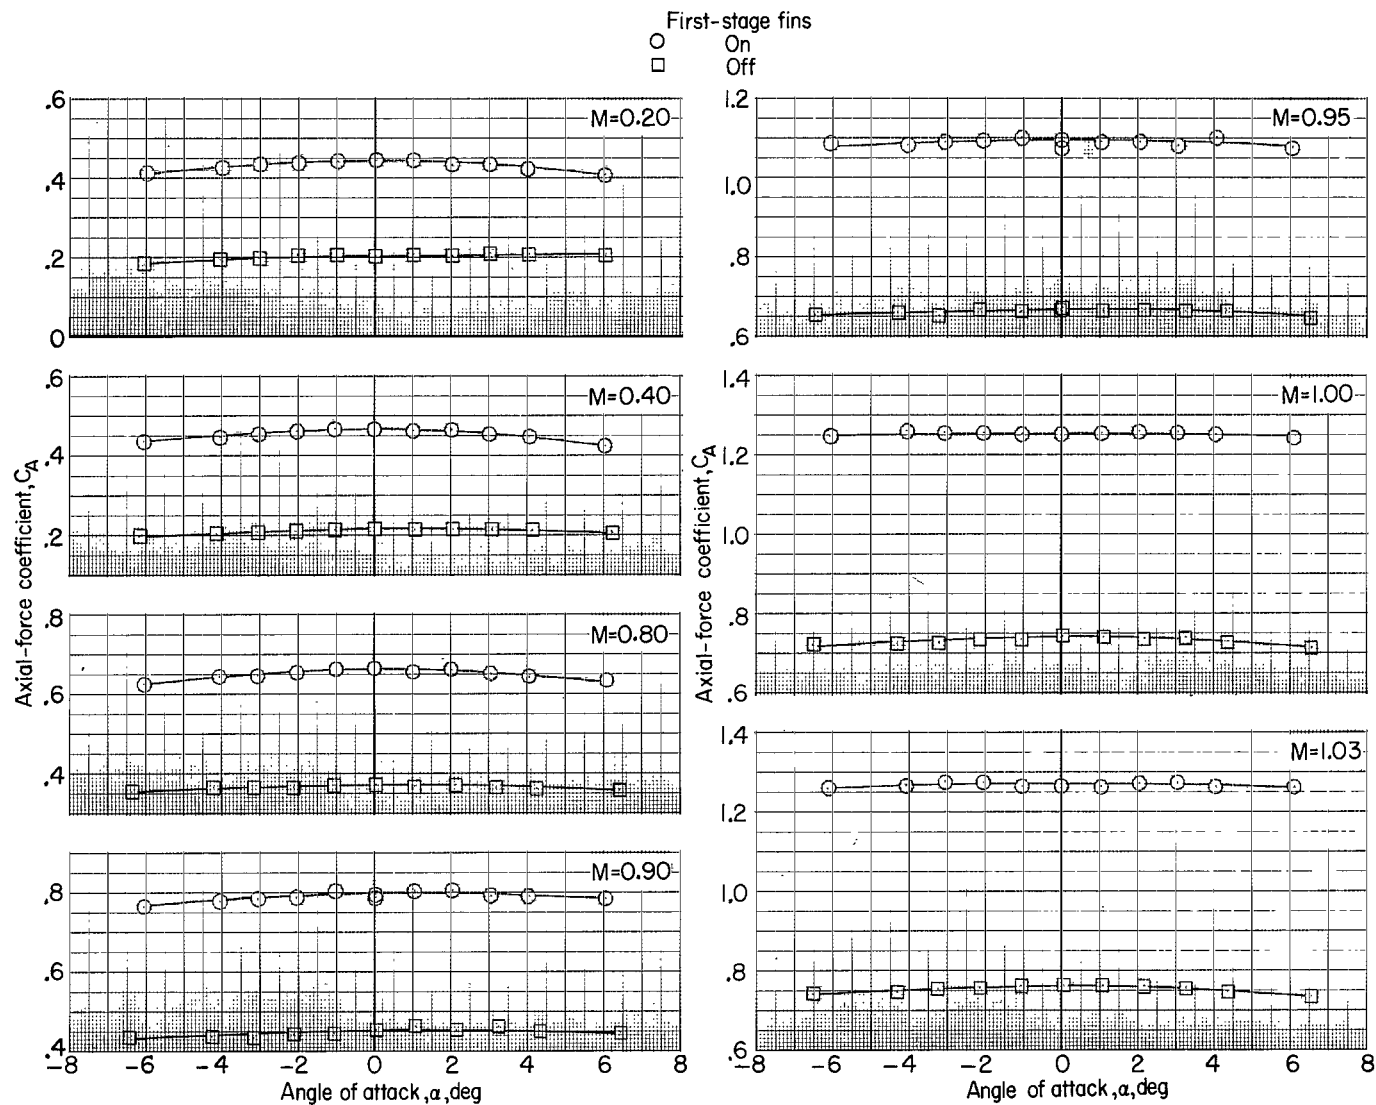 First-stage fins
On
Off
.6
.4
.2
0
M=0.20
.6
.4
.2
M=0.40
.8
.6
.4
M=0.80
.8
.6
.4
M=0.90
Axial-force coefficient, CA
-8 -6 -4 -2 0 2 4 6 8
Angle of attack, α, deg
1.2
1.0
.8
.6
M=0.95
1.4
1.2
1.0
.8
.6
M=1.00
1.4
1.2
1.0
.8
.6
M=1.03
Axial-force coefficient, CA
-8 -6 -4 -2 0 2 4 6 8
Angle of attack, α, deg